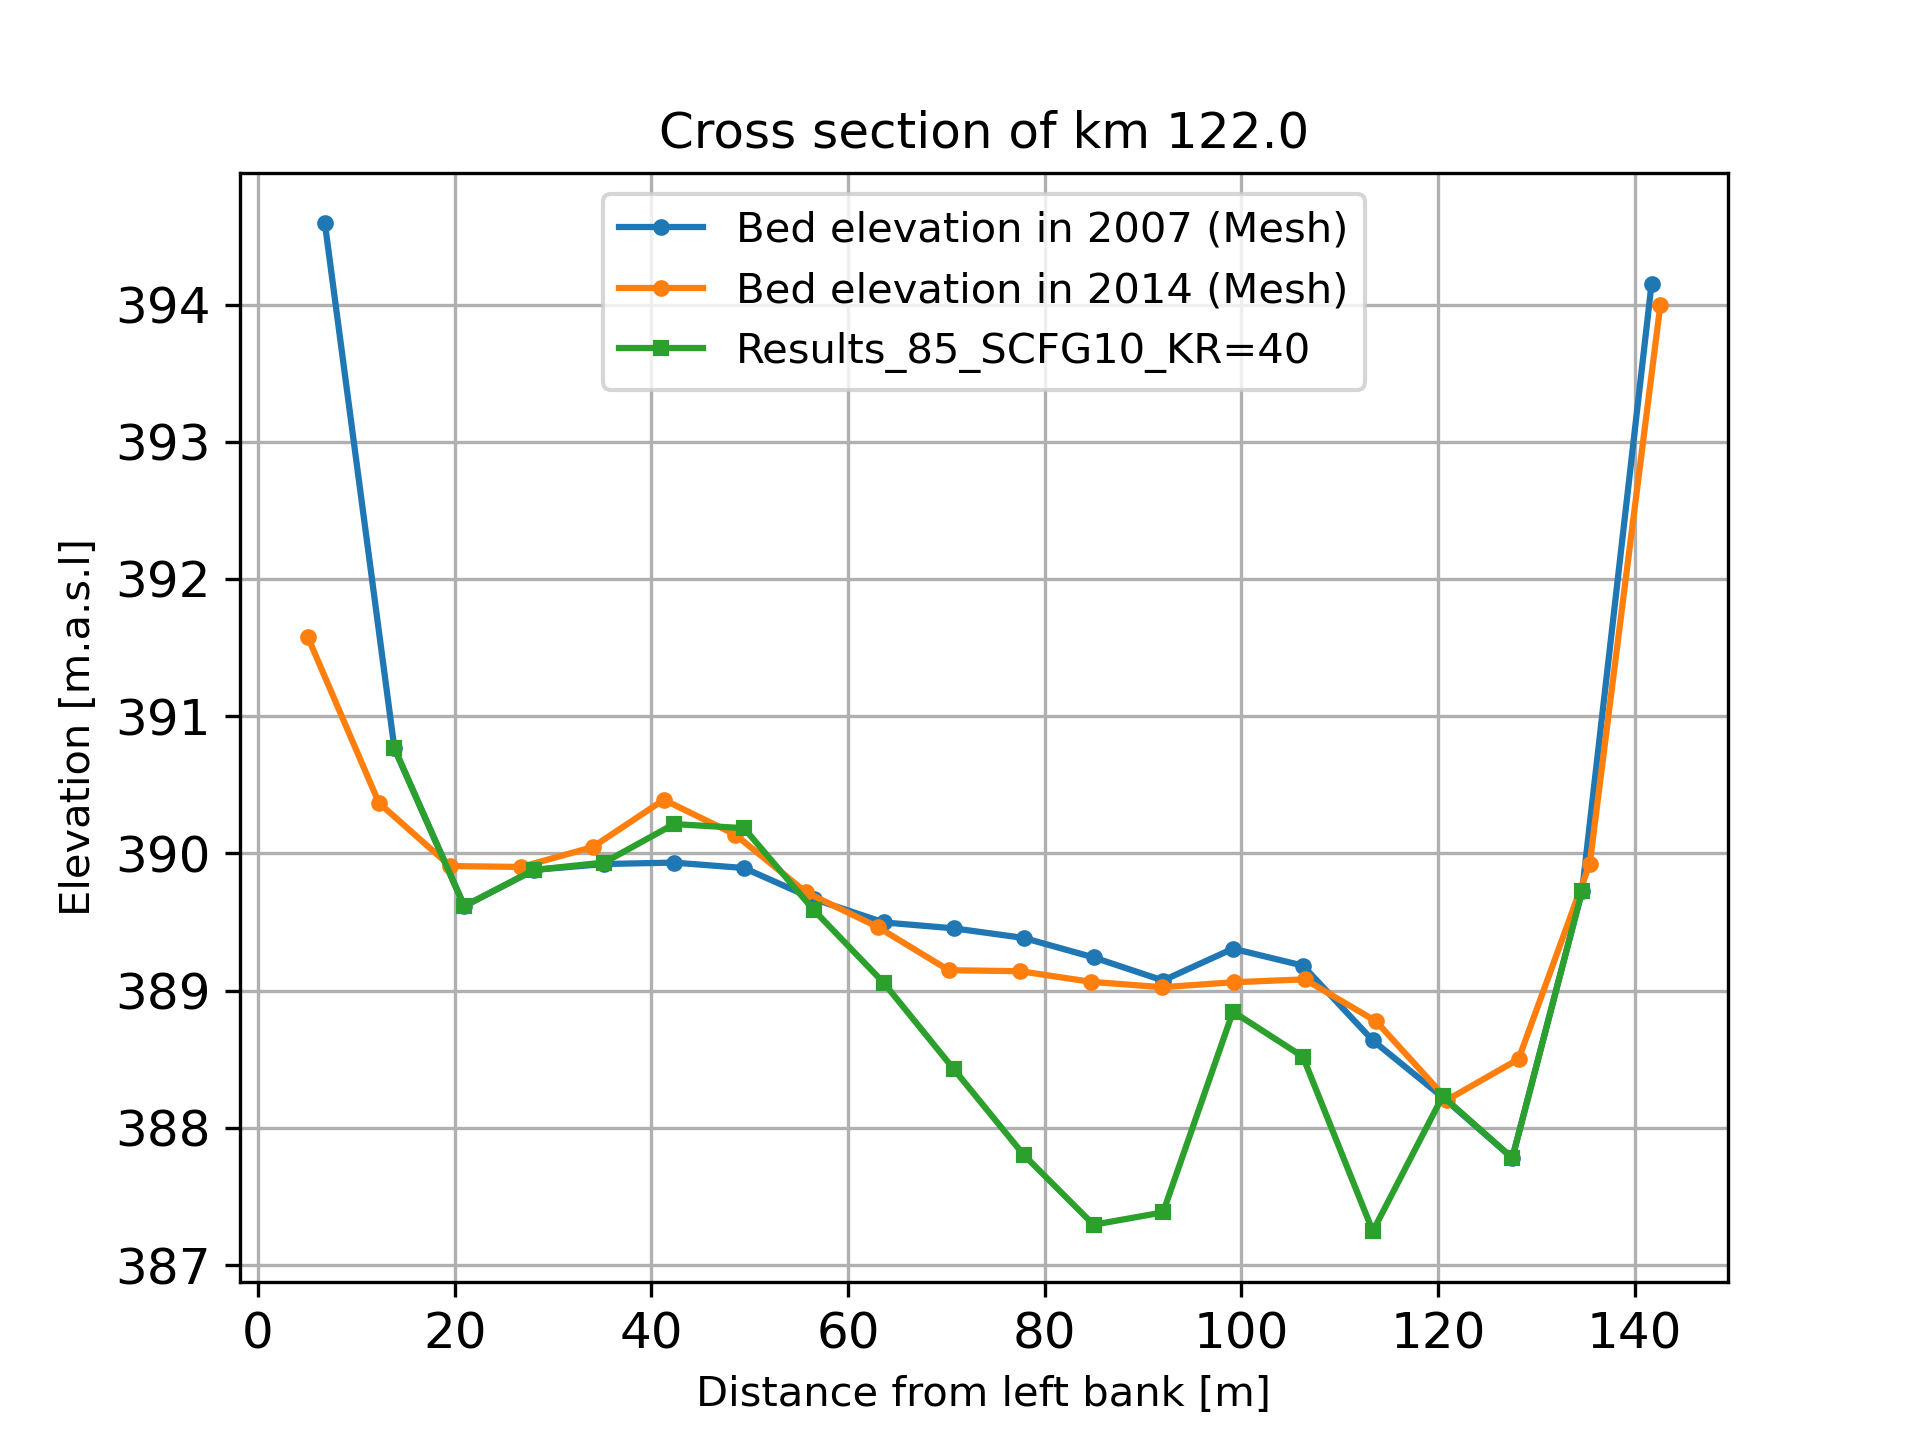 Cross section of km 122.0
Bed elevation in 2007 (Mesh)
Bed elevation in 2014 (Mesh)
Results_85_SCFG10_KR=40
Elevation [m.a.s.l]
394
393
392
391
390
389
388
387
0 20 40 60 80 100 120 140
Distance from left bank [m]